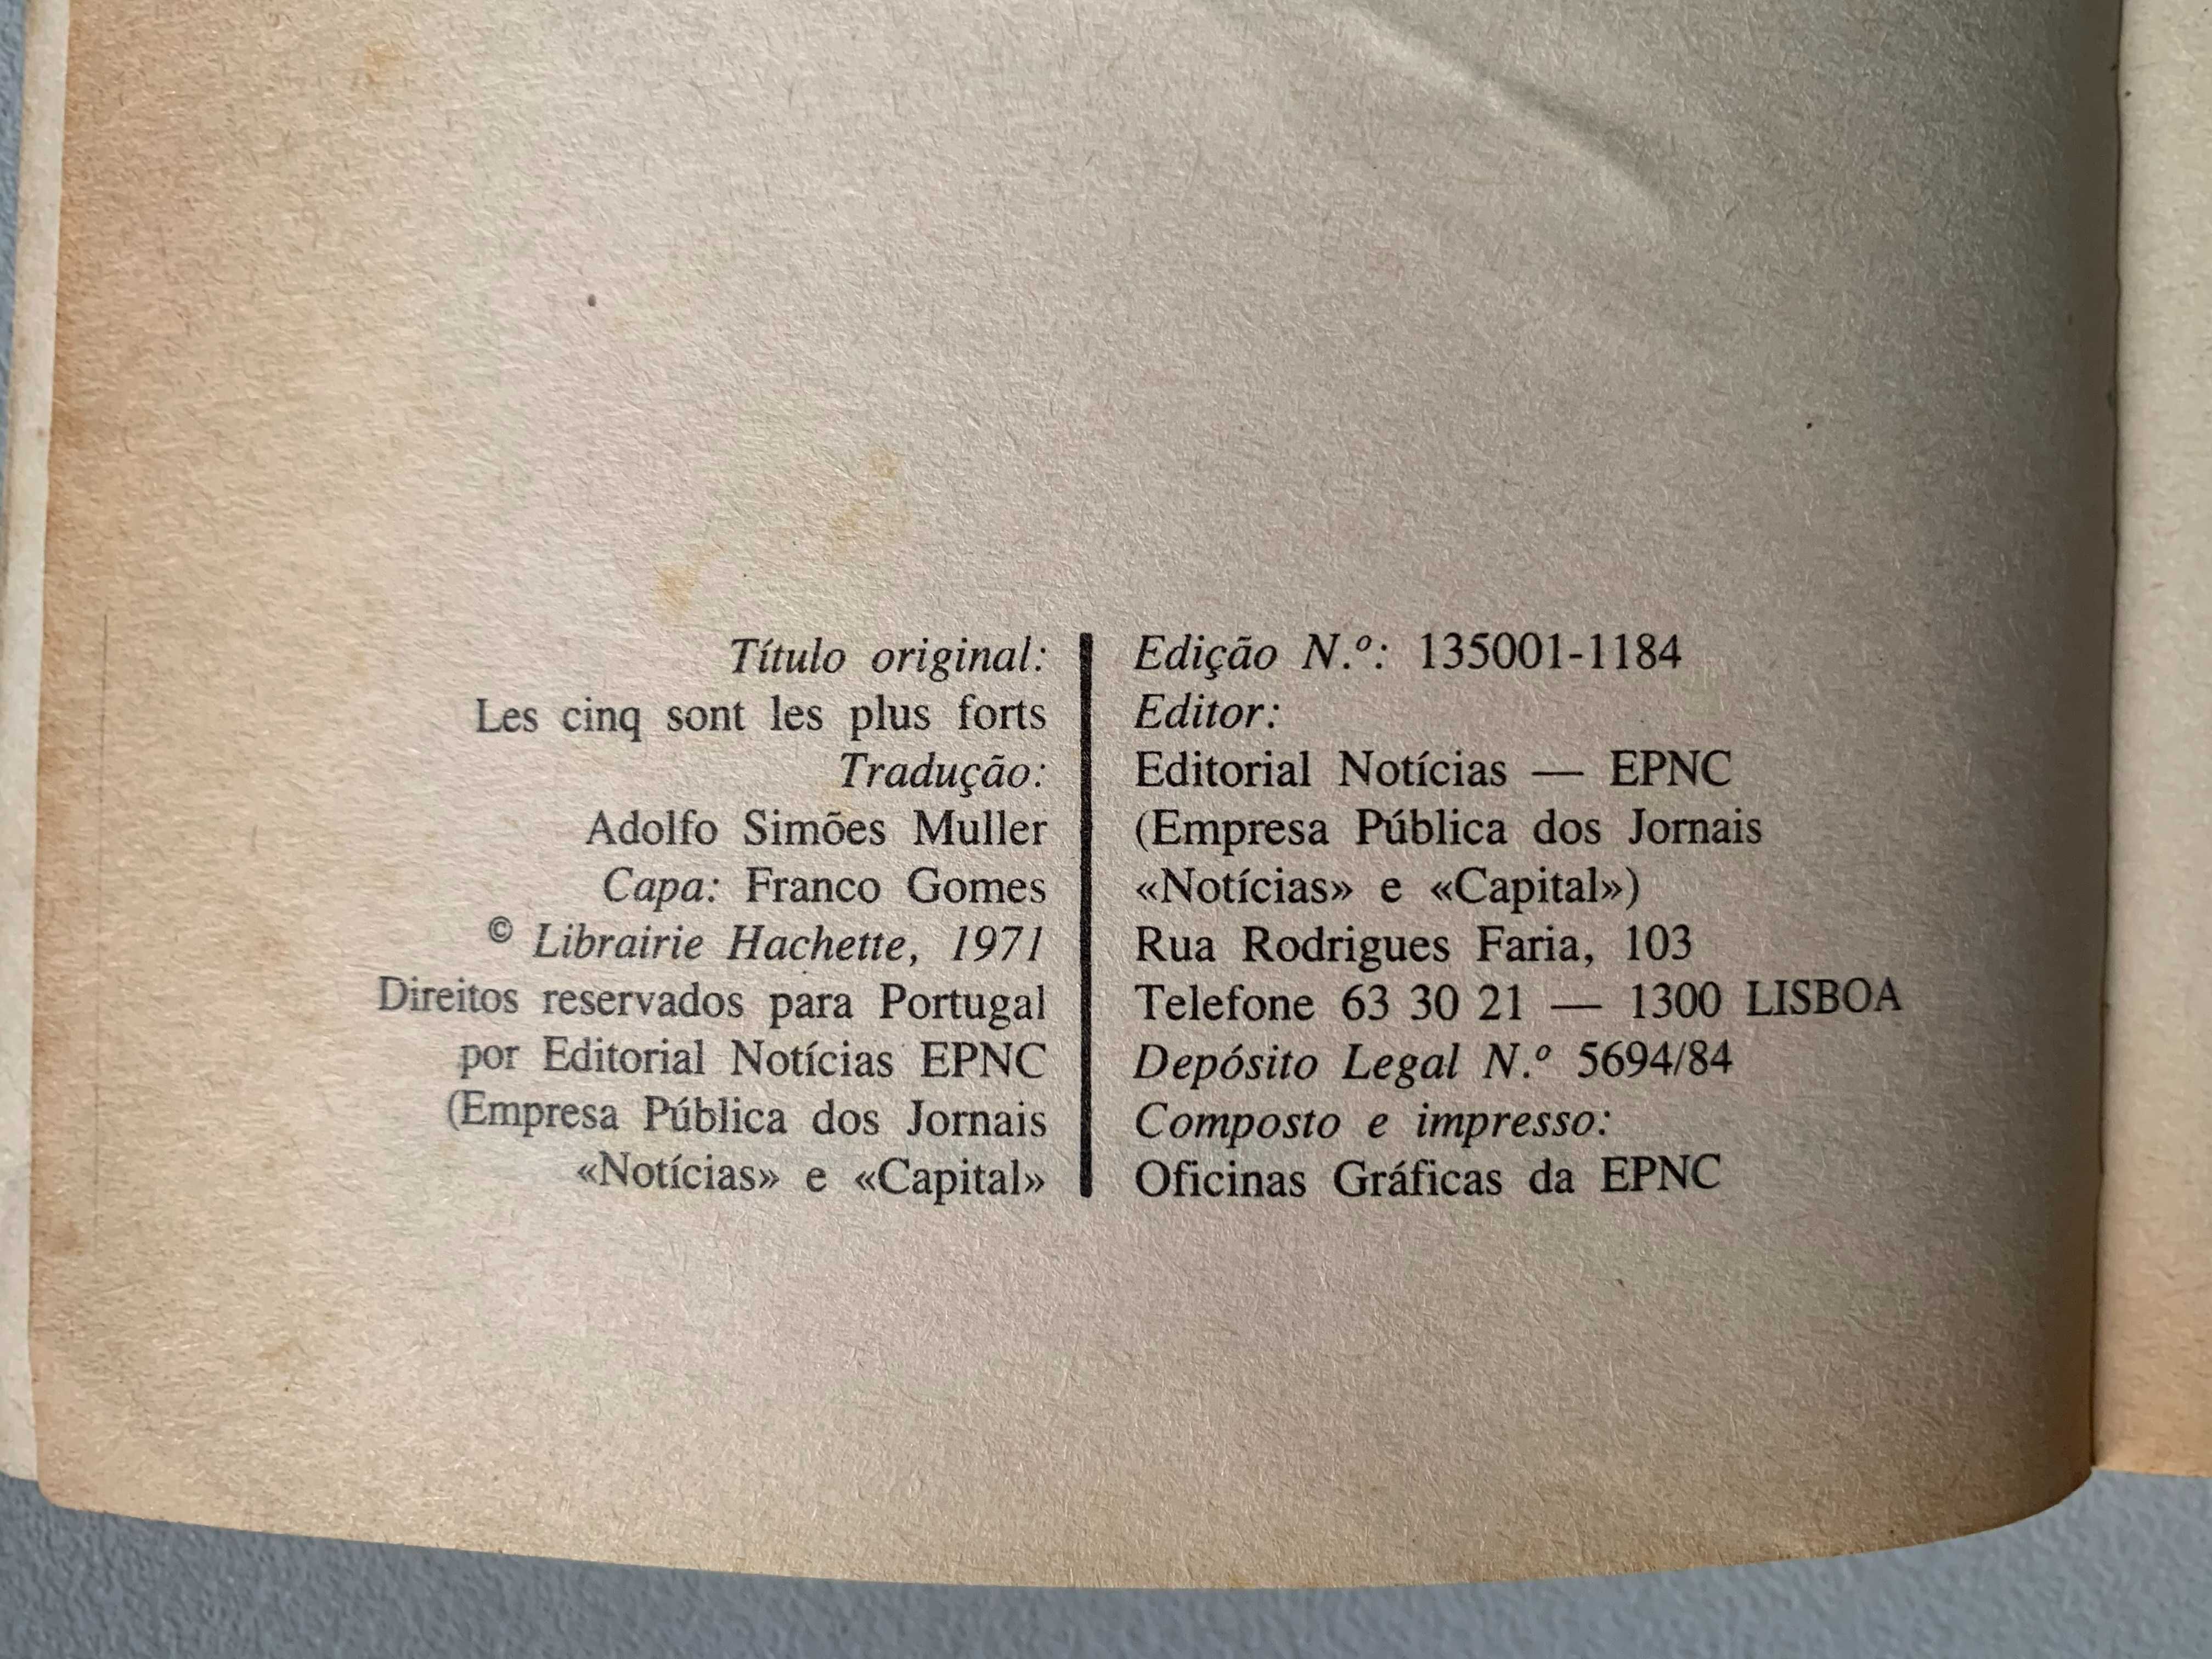 Título original:
Les cinq sont les plus forts
Tradução:
Adolfo Simões Muller
Capa: Franco Gomes
© Librairie Hachette, 1971
Direitos reservados para Portugal
por Editorial Notícias EPNC
(Empresa Pública dos Jornais
«Notícias» e «Capital»
Edição N.º: 135001-1184
Editor:
Editorial Notícias — EPNC
(Empresa Pública dos Jornais
«Notícias» e «Capital»)
Rua Rodrigues Faria, 103
Telefone 63 30 21 — 1300 LISBOA
Depósito Legal N.º 5694/84
Composto e impresso:
Oficinas Gráficas da EPNC